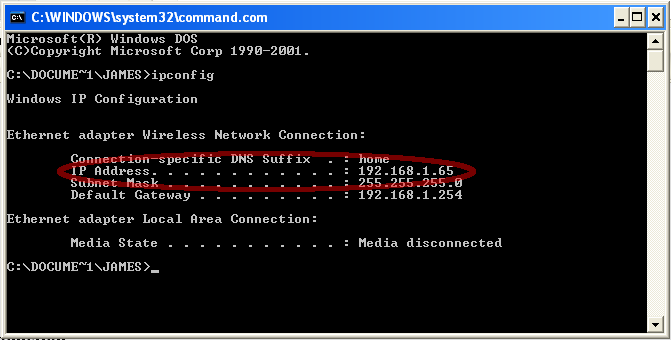 C:\WINDOWS\system32\command.com
Microsoft(R) Windows DOS
(C)Copyright Microsoft Corp 1990-2001.
C:\DOCUME~1\JAMES>ipconfig
Windows IP Configuration
Ethernet adapter Wireless Network Connection:
Connection-specific DNS Suffix  . : home
IP Address. . . . . . . . . . . . : 192.168.1.65
Subnet Mask . . . . . . . . . . . : 255.255.255.0
Default Gateway . . . . . . . . . : 192.168.1.254
Ethernet adapter Local Area Connection:
Media State . . . . . . . . . . . : Media disconnected
C:\DOCUME~1\JAMES>_